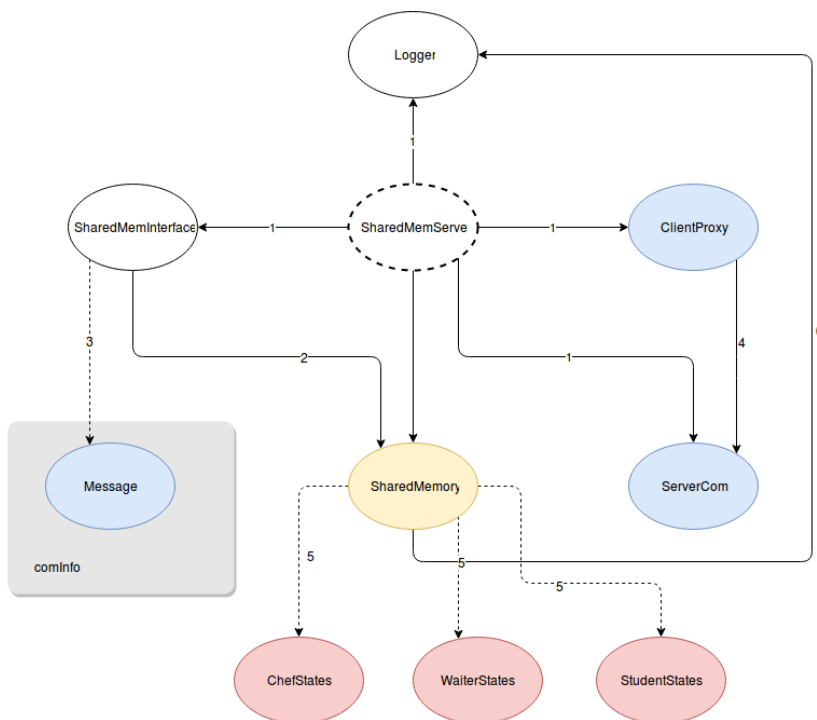 Logger
1
SharedMemInterface
1
SharedMemServe
1
ClientProxy
3
2
1
4
Message
SharedMemory
ServerCom
comInfo
5
5
5
ChefStates
WaiterStates
StudentStates